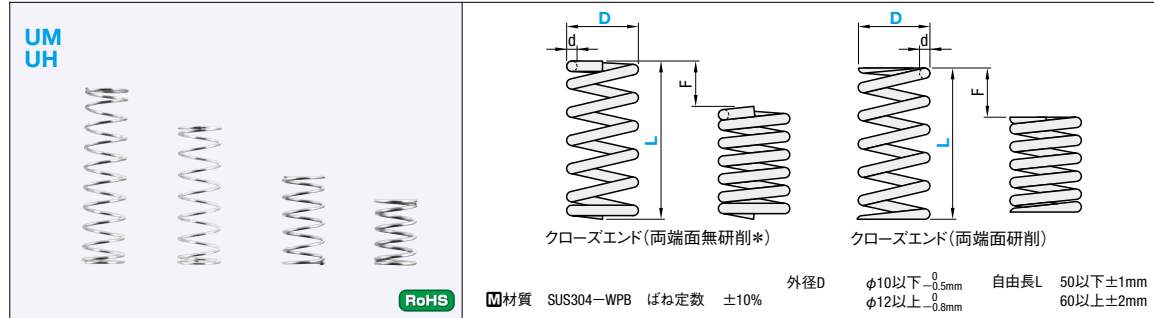 UM
UH
RoHS
D
d
F
L
D
d
F
L
クローズエンド(両端面無研削*)
クローズエンド(両端面研削)
M材質 SUS304−WPB ばね定数 ±10%
外径D φ10以下 0 −0.5mm 自由長L 50以下±1mm
φ12以上 0 −0.8mm 60以上±2mm